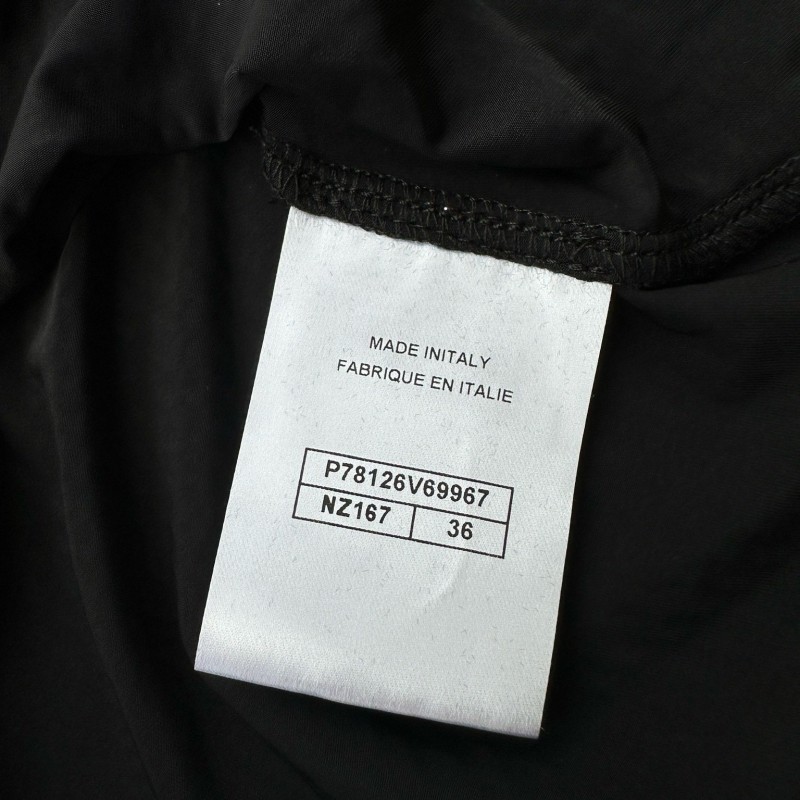 MADE INITALY
FABRIQUE EN ITALIE
P78126V69967
NZ167 36